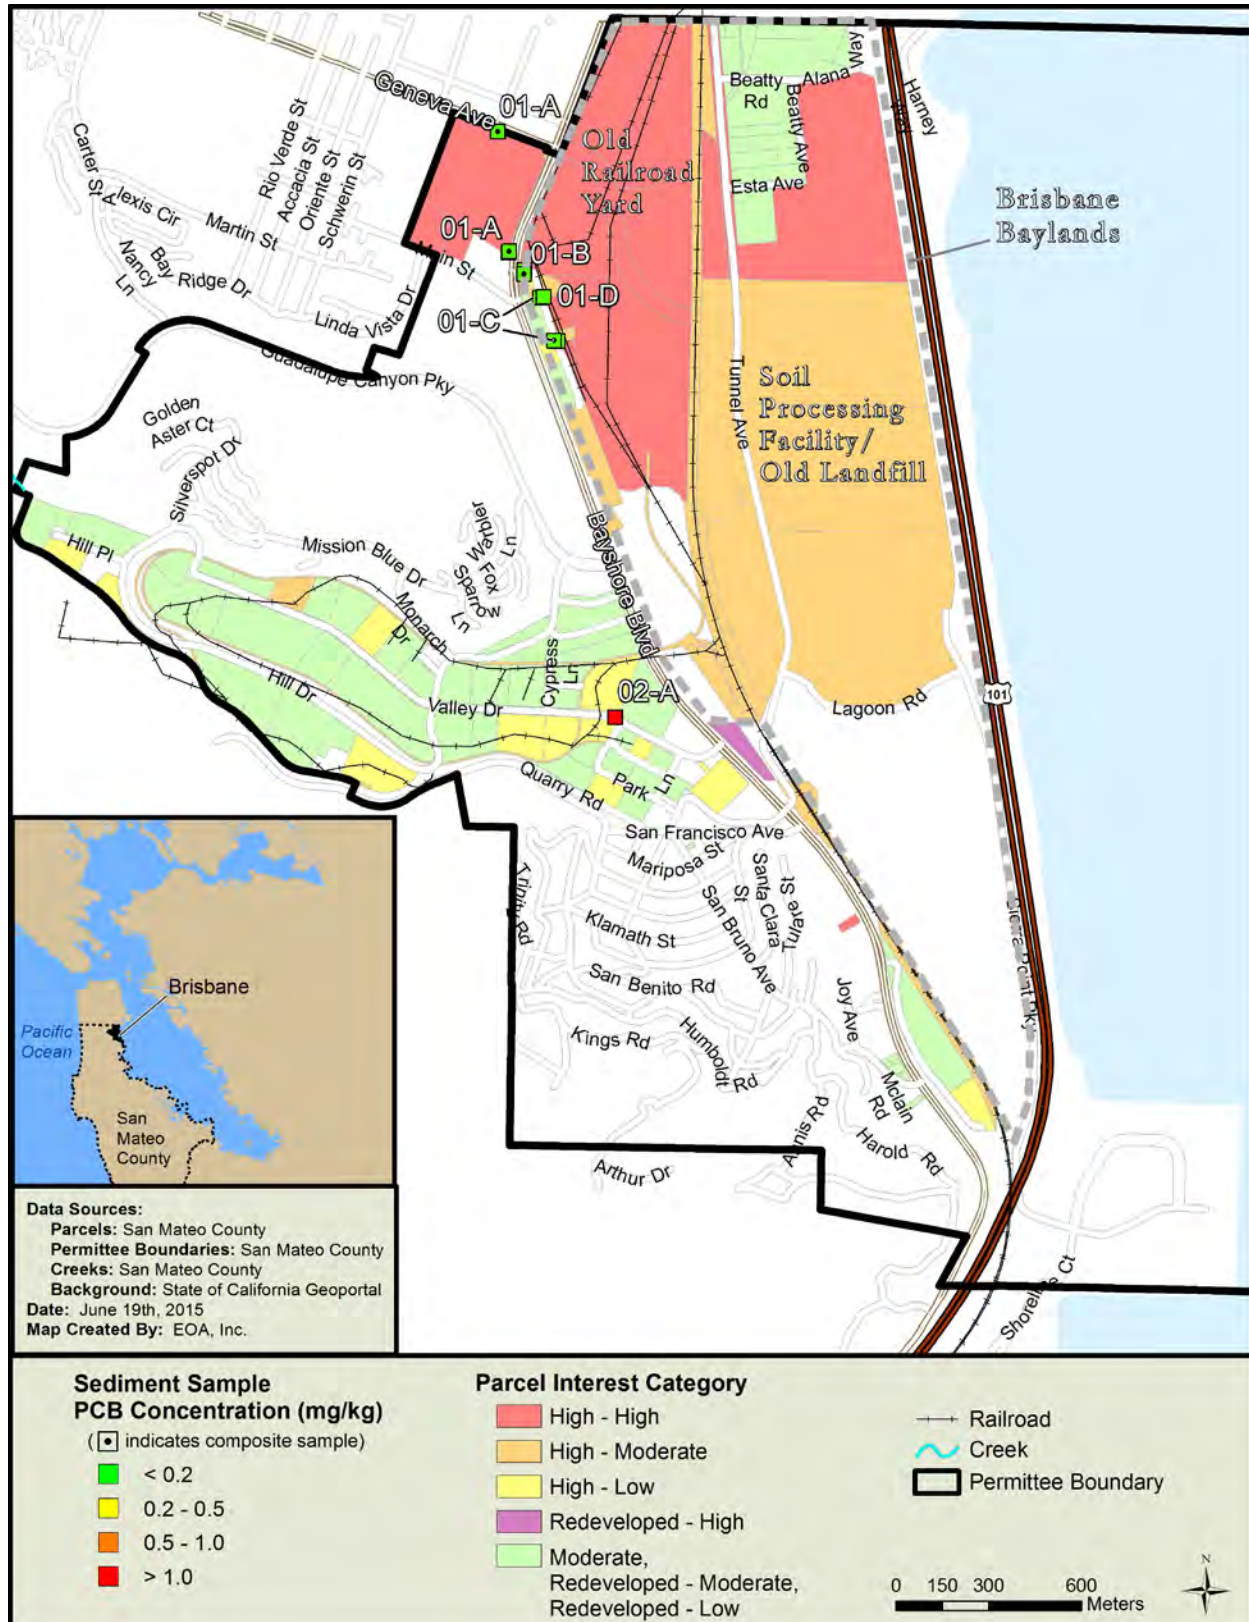 Geneva Ave
01-A
Way
Beatty
Rd
Alana
Beatty Ave
Harney
Old
Railroad
Yard
Esta Ave
Brisbane
Baylands
Carter St
Rio Verde St
Accacia St
Oriente St
Schwerin St
Martin St
Nancy
Ln
Bay Ridge Dr
Linda Vista Dr
01-A
01-B
01-D
01-C
Guadalupe Canyon Pky
Tunnel Ave
Soil
Processing
Facility/
Old Landfill
Golden
Aster Ct
Silverspot Dr
Hill Pl
Mission Blue Dr
Warbler
Ln
Fox
Sparrow
Ln
Monarch
Dr
Bayshore Blvd
Cypress
Ln
Hill Dr
Valley Dr
02-A
Lagoon Rd
101
Quarry Rd
Park
Ln
San Francisco Ave
Mariposa St
Santa Clara
St
Tulare St
Trinity Rd
Klamath St
San Bruno Ave
San Benito Rd
Kings Rd
Humboldt
Rd
Joy Ave
Mclain
Rd
Annis Rd
Harold Rd
Arthur Dr
Sierra Point Pky
Shoreline Ct
Brisbane
Pacific
Ocean
San
Mateo
County
Data Sources:
Parcels: San Mateo County
Permittee Boundaries: San Mateo County
Creeks: San Mateo County
Background: State of California Geoportal
Date: June 19th, 2015
Map Created By: EOA, Inc.
Sediment Sample
PCB Concentration (mg/kg)
( indicates composite sample)
< 0.2
0.2 - 0.5
0.5 - 1.0
> 1.0
Parcel Interest Category
High - High
High - Moderate
High - Low
Redeveloped - High
Moderate,
Redeveloped - Moderate,
Redeveloped - Low
Railroad
Creek
Permittee Boundary
N
0 150 300 600
Meters